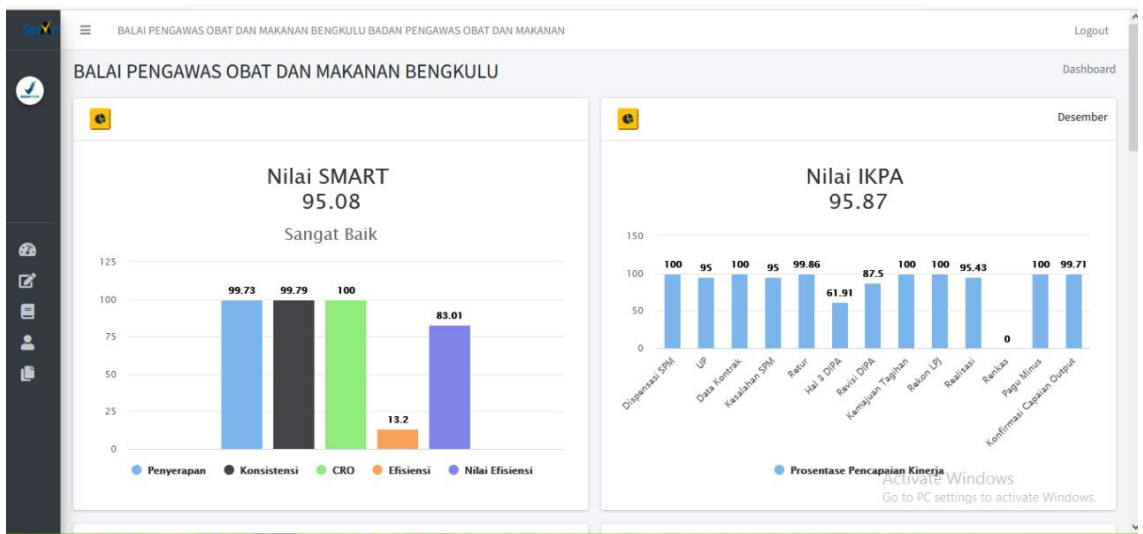 Smart
BALAI PENGAWAS OBAT DAN MAKANAN BENGKULU BADAN PENGAWAS OBAT DAN MAKANAN
Logout
BALAI PENGAWAS OBAT DAN MAKANAN BENGKULU
Dashboard
Nilai SMART
95.08
Sangat Baik
125
100
75
50
25
0
99.73
99.79
100
13.2
83.01
Penyerapan
Konsistensi
CRO
Efisiensi
Nilai Efisiensi
Desember
Nilai IKPA
95.87
150
100
50
0
100
95
100
95
99.86
61.91
87.5
100
100
95.43
0
100
99.71
Dispensasi SPM
UP
Data Kontrak
Kesalahan SPM
Retur
Hal 3 DIPA
Revisi DIPA
Kemajuan Tagihan
Rekon LPJ
Realisasi
Renkas
Pagu Minus
Konfirmasi Capaian Output
Prosentase Pencapaian Kinerja
Activate Windows
Go to PC settings to activate Windows.